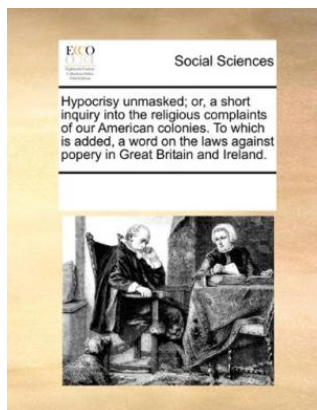 ECCO
Social Sciences
Hypocrisy unmasked; or, a short
inquiry into the religious complaints
of our American colonies. To which
is added, a word on the laws against
popery in Great Britain and Ireland.